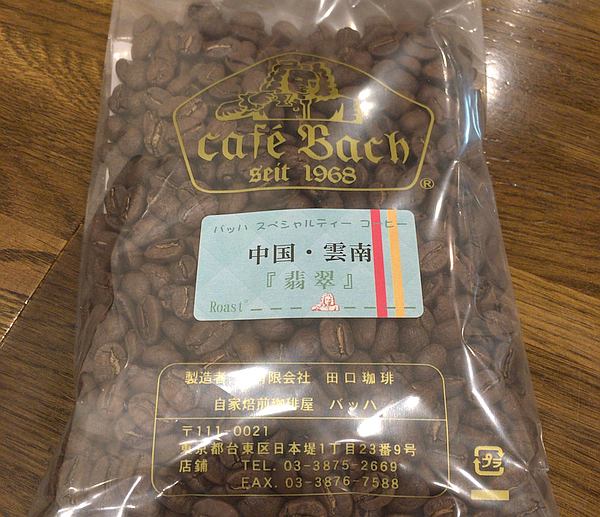 café Bach
seit 1968
®
バッハ スペシャルティー コーヒー
中国・雲南
『翡翠』
Roast
製造者 有限会社 田口珈琲
自家焙煎珈琲屋 バッハ
〒111-0021
東京都台東区日本堤1丁目23番9号
店鋪 TEL. 03-3875-2669
FAX. 03-3876-7588
プラ